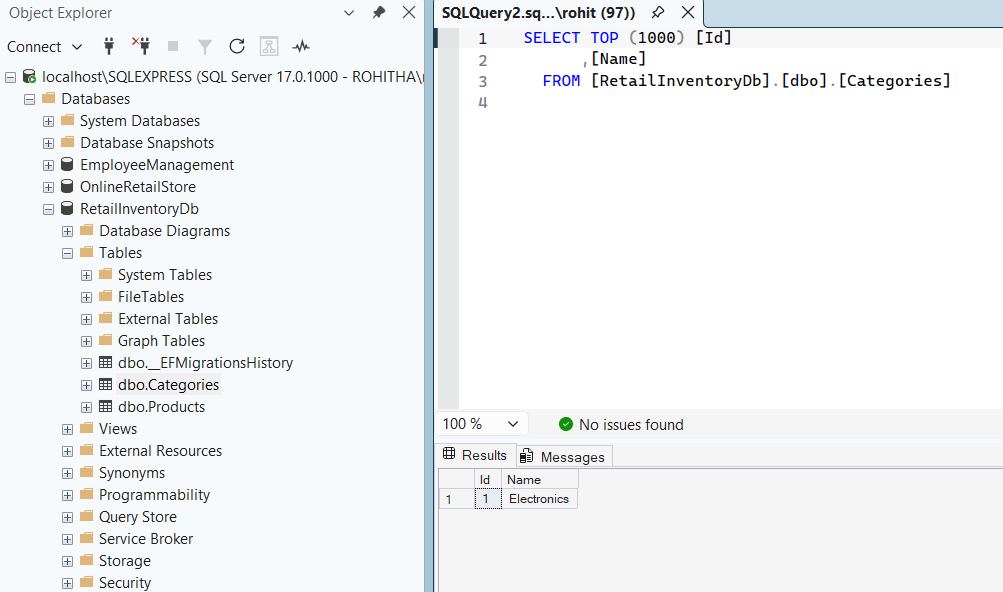 Object Explorer
Connect
localhost\SQLEXPRESS (SQL Server 17.0.1000 - ROHITHA\
Databases
System Databases
Database Snapshots
EmployeeManagement
OnlineRetailStore
RetailInventoryDb
Database Diagrams
Tables
System Tables
FileTables
External Tables
Graph Tables
dbo.__EFMigrationsHistory
dbo.Categories
dbo.Products
Views
External Resources
Synonyms
Programmability
Query Store
Service Broker
Storage
Security
SQLQuery2.sq...\rohit (97))
1 SELECT TOP (1000) [Id]
2 ,[Name]
3 FROM [RetailInventoryDb].[dbo].[Categories]
4
100 %
No issues found
Results Messages
Id Name
1 1 Electronics